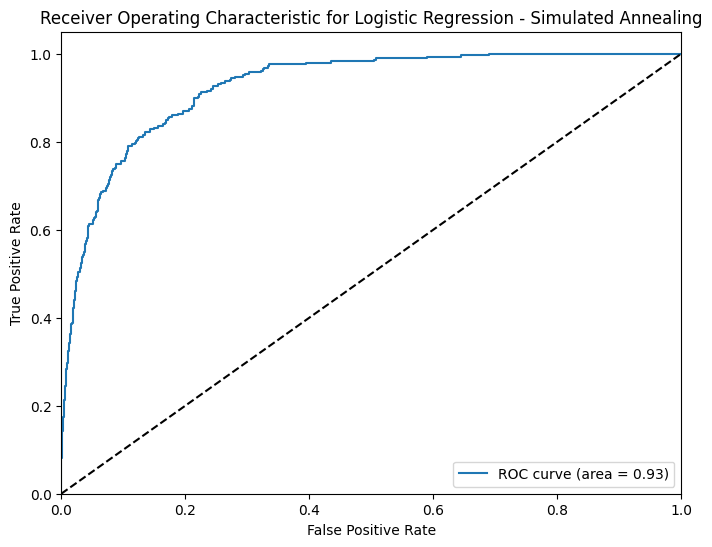 Receiver Operating Characteristic for Logistic Regression - Simulated Annealing
1.0
0.8
0.6
0.4
0.2
0.0
True Positive Rate
ROC curve (area = 0.93)
0.0 0.2 0.4 0.6 0.8 1.0
False Positive Rate